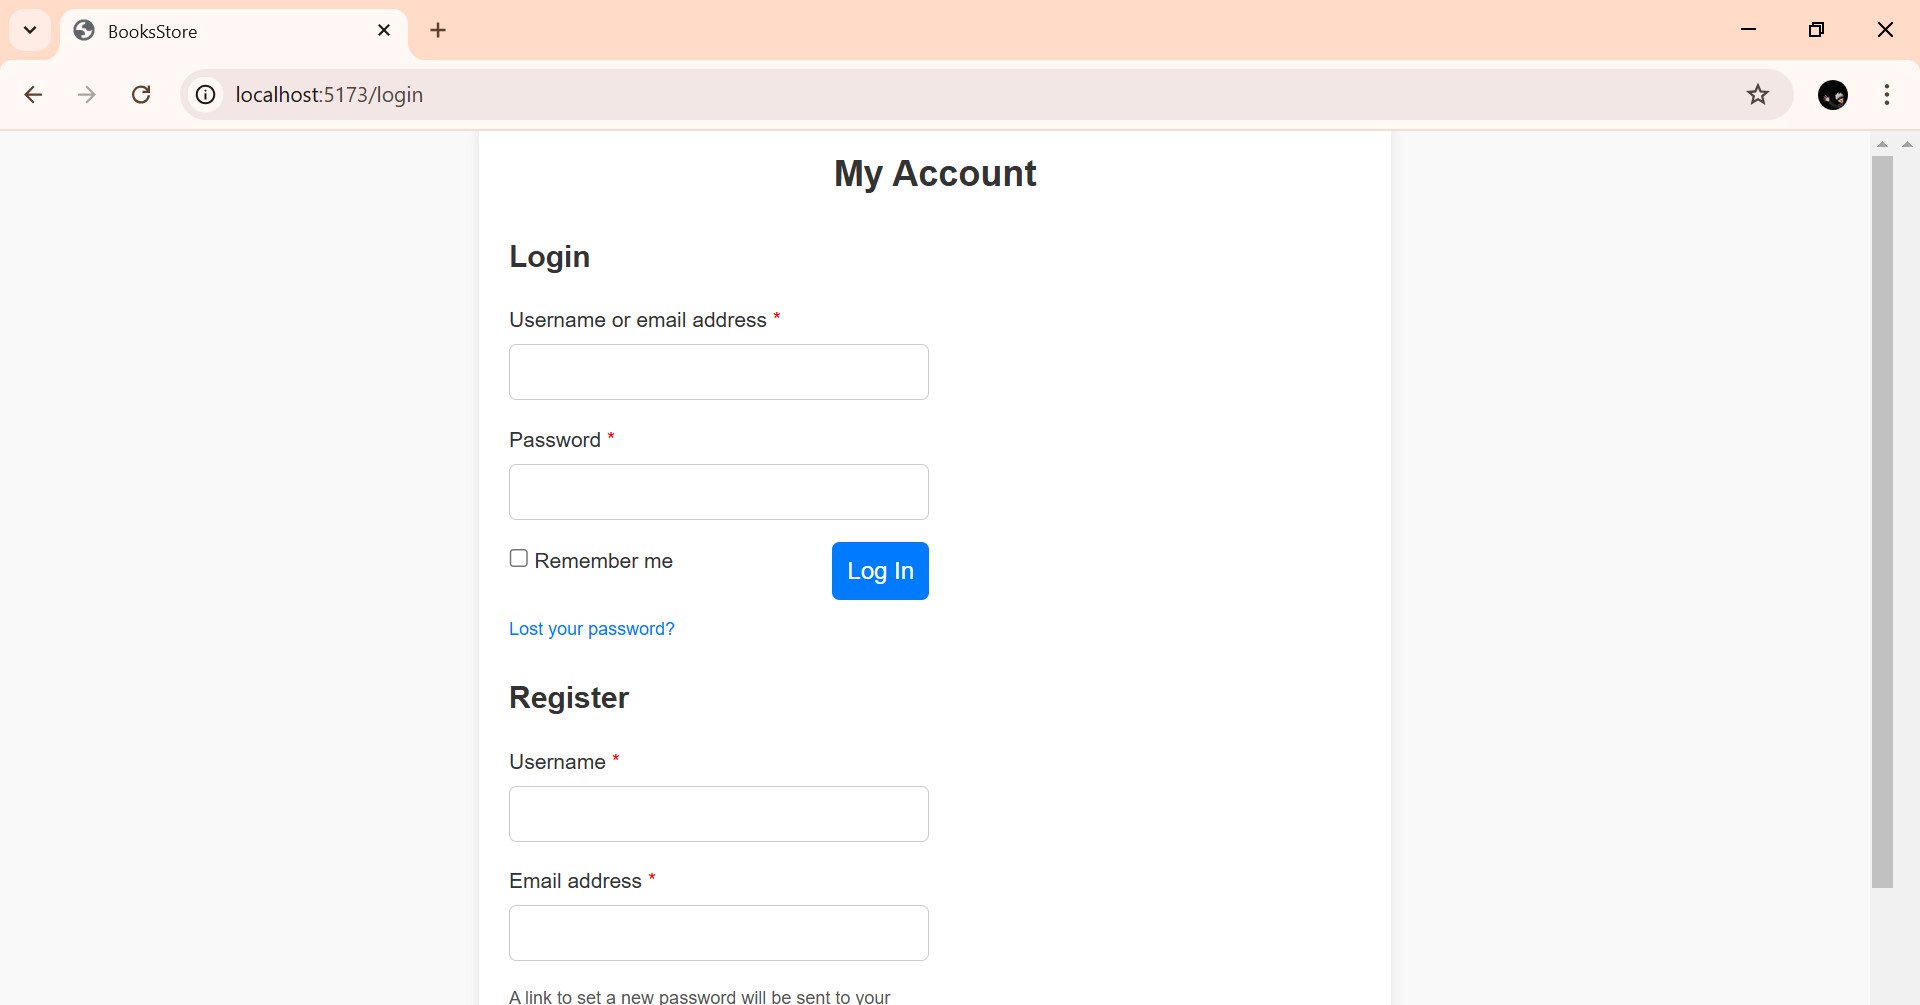 BooksStore
localhost:5173/login
My Account
Login
Username or email address *
Password *
Remember me
Log In
Lost your password?
Register
Username *
Email address *
A link to set a new password will be sent to your